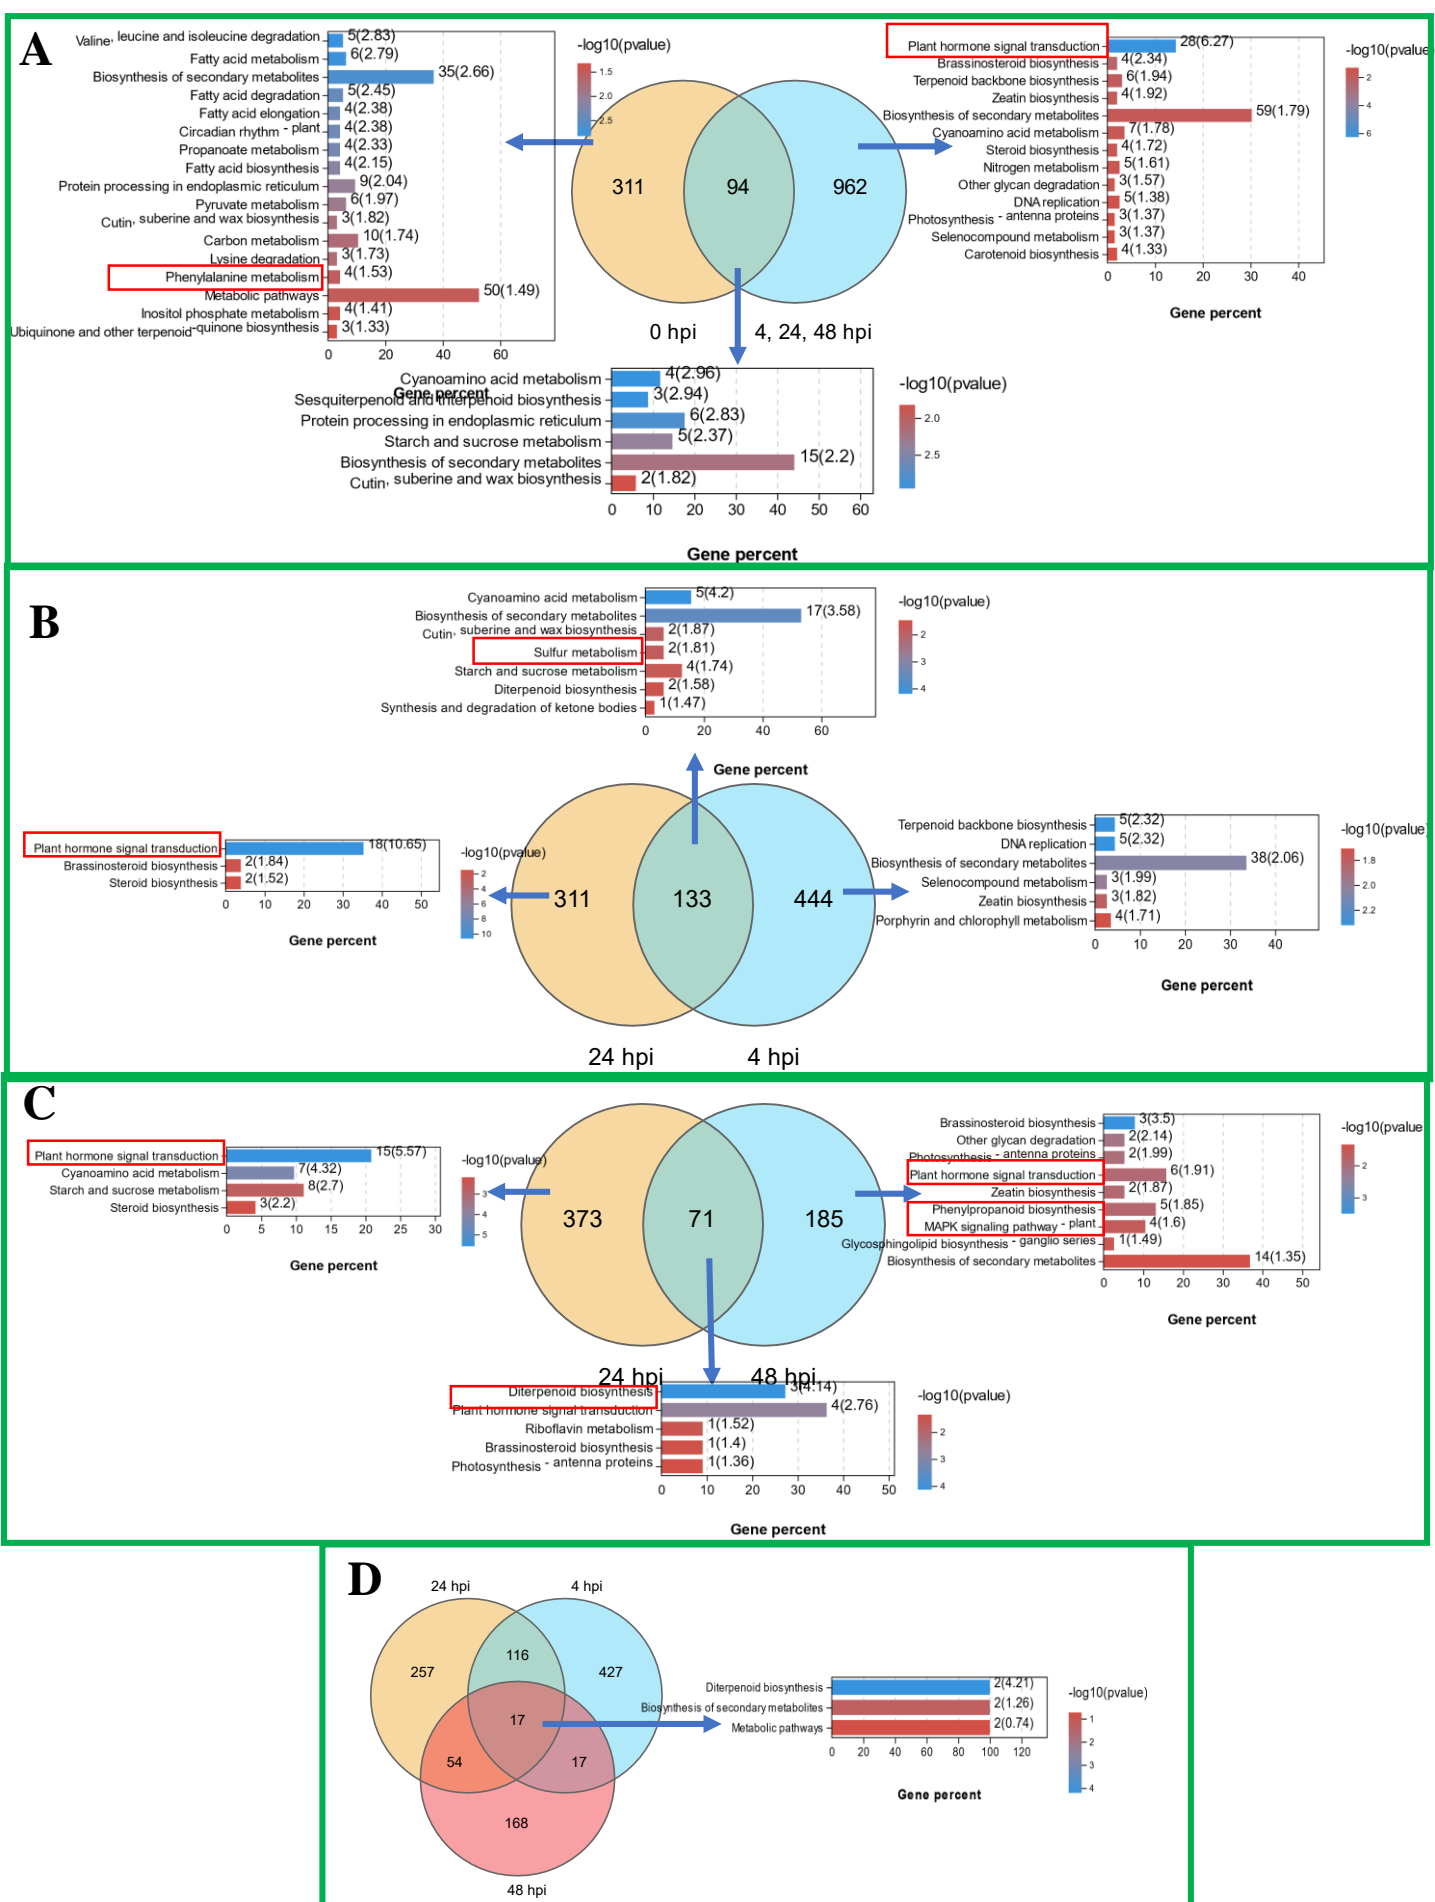 A
Valine, leucine and isoleucine degradation 5(2.83)
Fatty acid metabolism 6(2.79)
Biosynthesis of secondary metabolites 35(2.66)
Fatty acid degradation 5(2.45)
Fatty acid elongation 4(2.38)
Circadian rhythm - plant 4(2.38)
Propanoate metabolism 4(2.33)
Fatty acid biosynthesis 4(2.15)
Protein processing in endoplasmic reticulum 9(2.04)
Pyruvate metabolism 6(1.97)
Cutin, suberine and wax biosynthesis 3(1.82)
Carbon metabolism 10(1.74)
Lysine degradation 3(1.73)
Phenylalanine metabolism 4(1.53)
Metabolic pathways 50(1.49)
Inositol phosphate metabolism 4(1.41)
Ubiquinone and other terpenoid-quinone biosynthesis 3(1.33)
0 20 40 60
Gene percent
-log10(pvalue)
1.5
2.0
2.5
311 94 962
0 hpi 4, 24, 48 hpi
Plant hormone signal transduction 28(6.27)
Brassinosteroid biosynthesis 4(2.34)
Terpenoid backbone biosynthesis 6(1.94)
Zeatin biosynthesis 4(1.92)
Biosynthesis of secondary metabolites 59(1.79)
Cyanoamino acid metabolism 7(1.78)
Steroid biosynthesis 4(1.72)
Nitrogen metabolism 5(1.61)
Other glycan degradation 3(1.57)
DNA replication 5(1.38)
Photosynthesis - antenna proteins 3(1.37)
Selenocompound metabolism 3(1.37)
Carotenoid biosynthesis 4(1.33)
0 10 20 30 40
Gene percent
-log10(pvalue
2
4
6
Cyanoamino acid metabolism 4(2.96)
Sesquiterpenoid and triterpenoid biosynthesis 3(2.94)
Protein processing in endoplasmic reticulum 6(2.83)
Starch and sucrose metabolism 5(2.37)
Biosynthesis of secondary metabolites 15(2.2)
Cutin, suberine and wax biosynthesis 2(1.82)
0 10 20 30 40 50 60
Gene percent
-log10(pvalue)
2.0
2.5
B
Cyanoamino acid metabolism 5(4.2)
Biosynthesis of secondary metabolites 17(3.58)
Cutin, suberine and wax biosynthesis 2(1.87)
Sulfur metabolism 2(1.81)
Starch and sucrose metabolism 4(1.74)
Diterpenoid biosynthesis 2(1.58)
Synthesis and degradation of ketone bodies 1(1.47)
0 20 40 60
Gene percent
-log10(pvalue)
2
3
4
Plant hormone signal transduction 18(10.65)
Brassinosteroid biosynthesis 2(1.84)
Steroid biosynthesis 2(1.52)
0 10 20 30 40 50
Gene percent
-log10(pvalue)
2
4
6
8
10
311 133 444
24 hpi 4 hpi
Terpenoid backbone biosynthesis 5(2.32)
DNA replication 5(2.32)
Biosynthesis of secondary metabolites 38(2.06)
Selenocompound metabolism 3(1.99)
Zeatin biosynthesis 3(1.82)
Porphyrin and chlorophyll metabolism 4(1.71)
0 10 20 30 40
Gene percent
-log10(pvalue)
1.8
2.0
2.2
C
Plant hormone signal transduction 15(5.57)
Cyanoamino acid metabolism 7(4.32)
Starch and sucrose metabolism 8(2.7)
Steroid biosynthesis 3(2.2)
0 5 10 15 20 25 30
Gene percent
-log10(pvalue)
3
4
5
373 71 185
24 hpi 48 hpi
Brassinosteroid biosynthesis 3(3.5)
Other glycan degradation 2(2.14)
Photosynthesis - antenna proteins 2(1.99)
Plant hormone signal transduction 6(1.91)
Zeatin biosynthesis 2(1.87)
Phenylpropanoid biosynthesis 5(1.85)
MAPK signaling pathway - plant 4(1.6)
Glycosphingolipid biosynthesis - ganglio series 1(1.49)
Biosynthesis of secondary metabolites 14(1.35)
0 10 20 30 40 50
Gene percent
-log10(pvalue
2
3
Diterpenoid biosynthesis 3(4.14)
Plant hormone signal transduction 4(2.76)
Riboflavin metabolism 1(1.52)
Brassinosteroid biosynthesis 1(1.4)
Photosynthesis - antenna proteins 1(1.36)
0 10 20 30 40 50
Gene percent
-log10(pvalue)
2
3
4
D
24 hpi 4 hpi
257 116 427
17
54 17
168
48 hpi
Diterpenoid biosynthesis 2(4.21)
Biosynthesis of secondary metabolites 2(1.26)
Metabolic pathways 2(0.74)
0 20 40 60 80 100 120
Gene percent
-log10(pvalue)
1
2
3
4